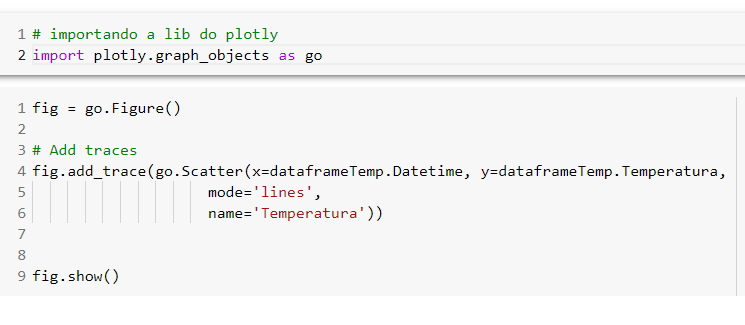 1 # importando a lib do plotly
2 import plotly.graph_objects as go
1 fig = go.Figure()
2
3 # Add traces
4 fig.add_trace(go.Scatter(x=dataframeTemp.Datetime, y=dataframeTemp.Temperatura,
5                     mode='lines',
6                     name='Temperatura'))
7
8
9 fig.show()